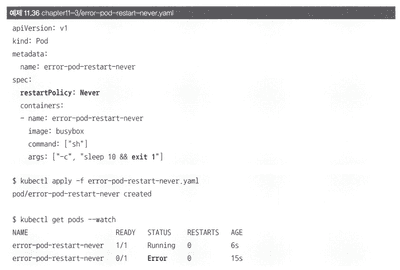 예제 11.36 chapter11-3/error-pod-restart-never.yaml
apiVersion: v1
kind: Pod
metadata:
  name: error-pod-restart-never
spec:
  restartPolicy: Never
  containers:
  - name: error-pod-restart-never
    image: busybox
    command: ["sh"]
    args: ["-c", "sleep 10 && exit 1"]
$ kubectl apply -f error-pod-restart-never.yaml
pod/error-pod-restart-never created
$ kubectl get pods --watch
NAME READY STATUS RESTARTS AGE
error-pod-restart-never 1/1 Running 0 6s
error-pod-restart-never 0/1 Error 0 15s